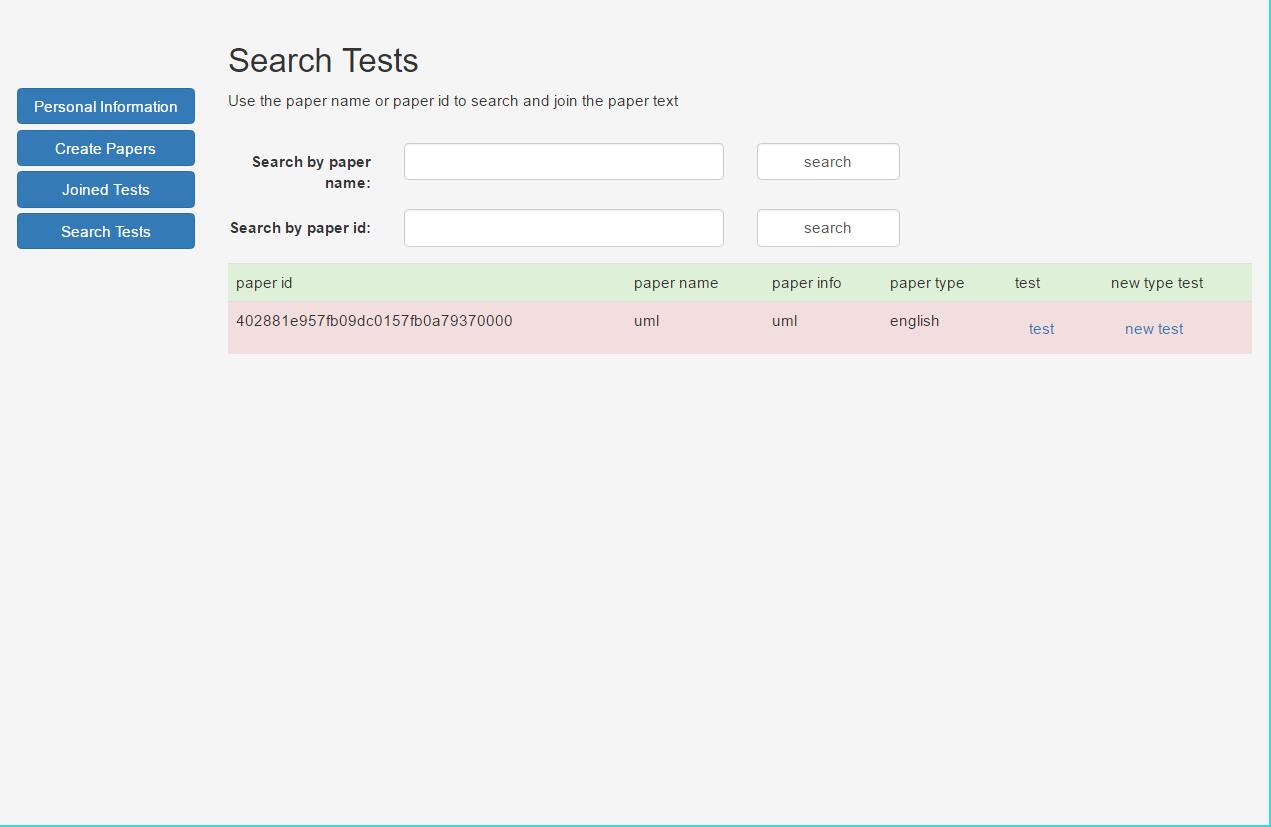 Search Tests
Use the paper name or paper id to search and join the paper text
Personal Information
Create Papers
Joined Tests
Search Tests
Search by paper
name:
search
Search by paper id:
search
paper id paper name paper info paper type test new type test
402881e957fb09dc0157fb0a79370000 uml uml english test new test